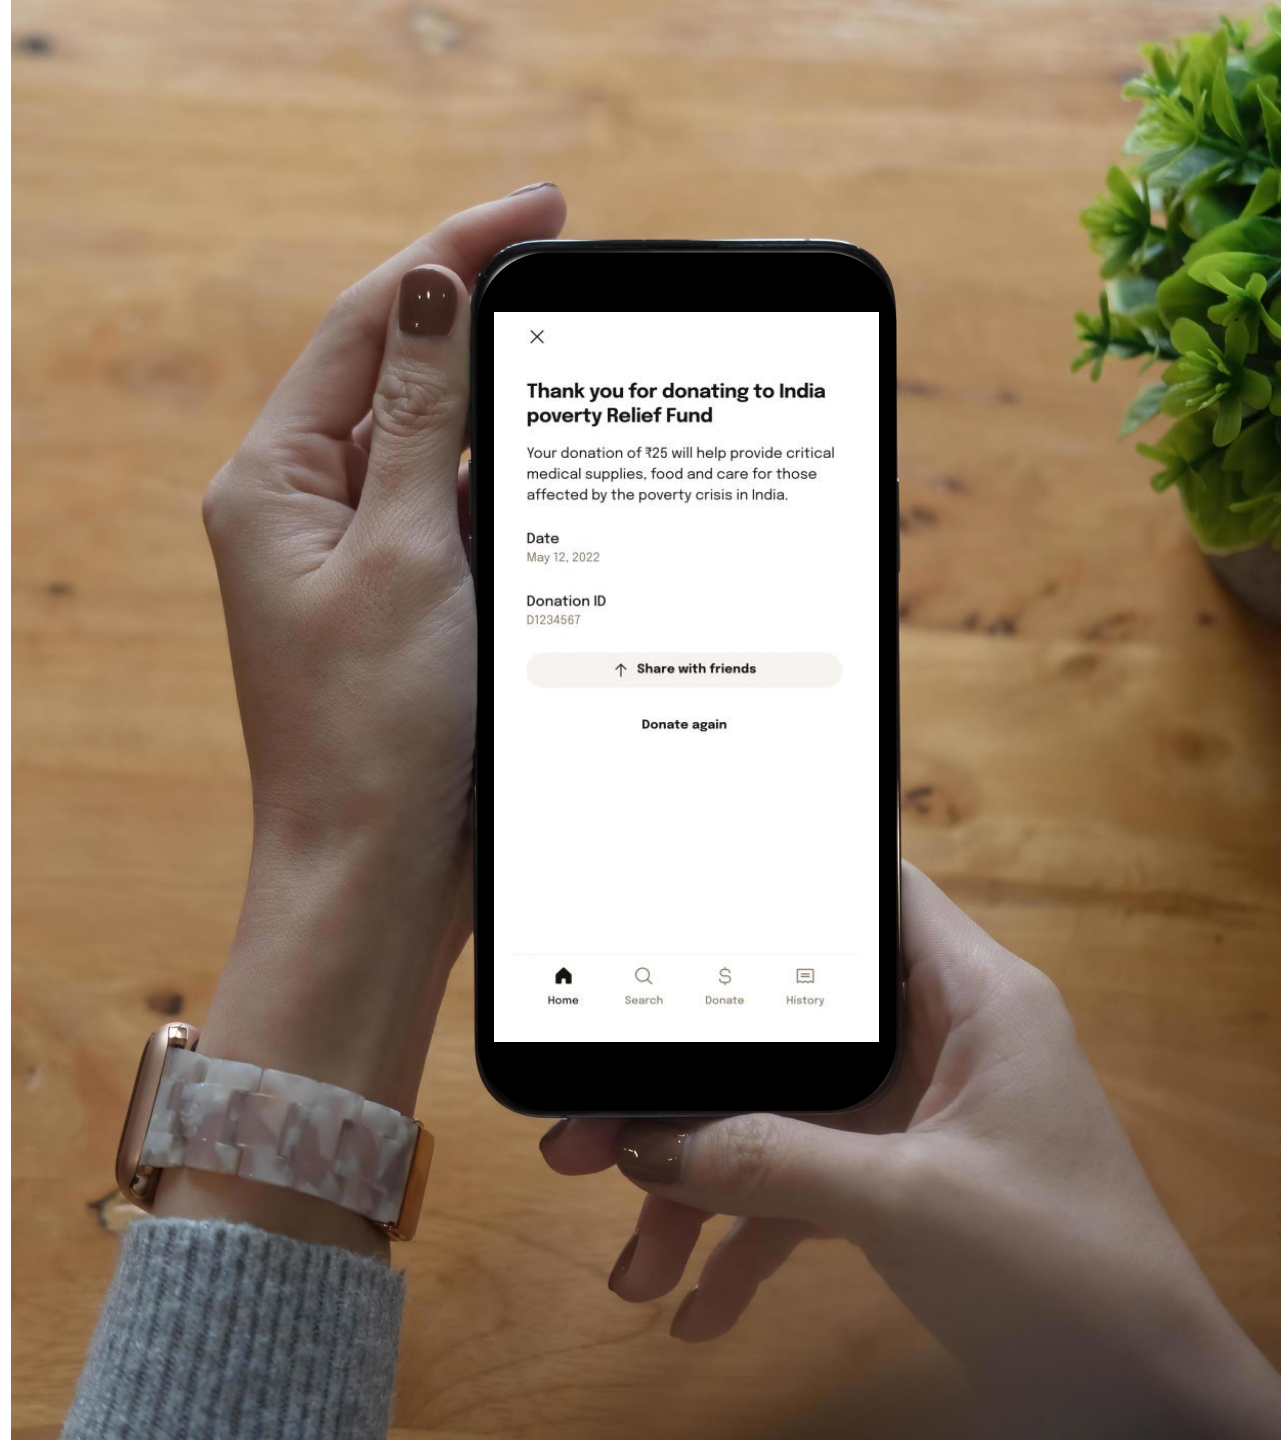 Thank you for donating to India
poverty Relief Fund
Your donation of ₹25 will help provide critical
medical supplies, food and care for those
affected by the poverty crisis in India.
Date
May 12, 2022
Donation ID
D1234567
Share with friends
Donate again
Home Search Donate History